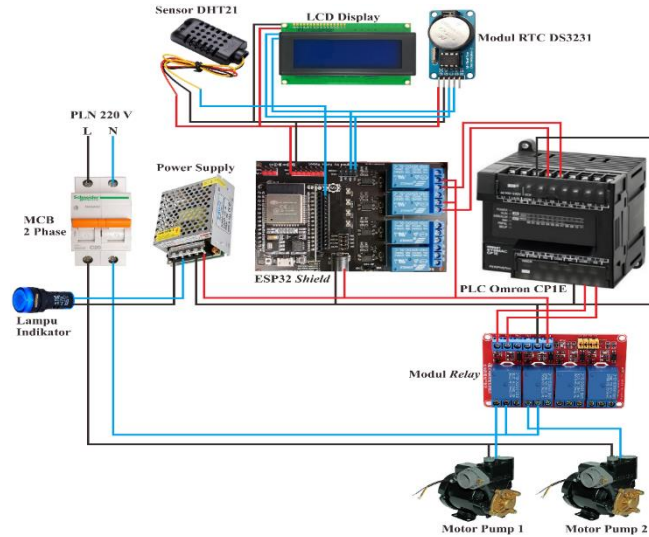 Sensor DHT21
LCD Display
Modul RTC DS3231
PLN 220 V
L N
Power Supply
MCB
2 Phase
ESP32 Shield
PLC Omron CP1E
Lampu
Indikator
Modul Relay
Motor Pump 1
Motor Pump 2